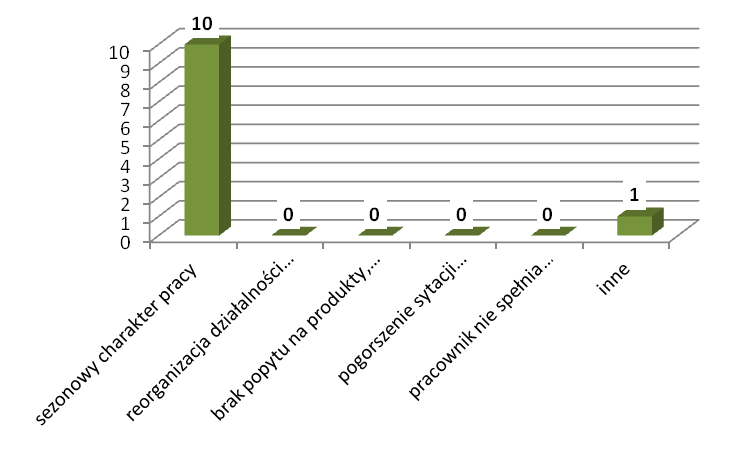 10
10
9
8
7
6
5
4
3
2
1
0
0
0
0
0
1
sezonowy charakter pracy
reorganizacja działalności...
brak popytu na produkty,...
pogorszenie sytacji...
pracownik nie spełnia...
inne